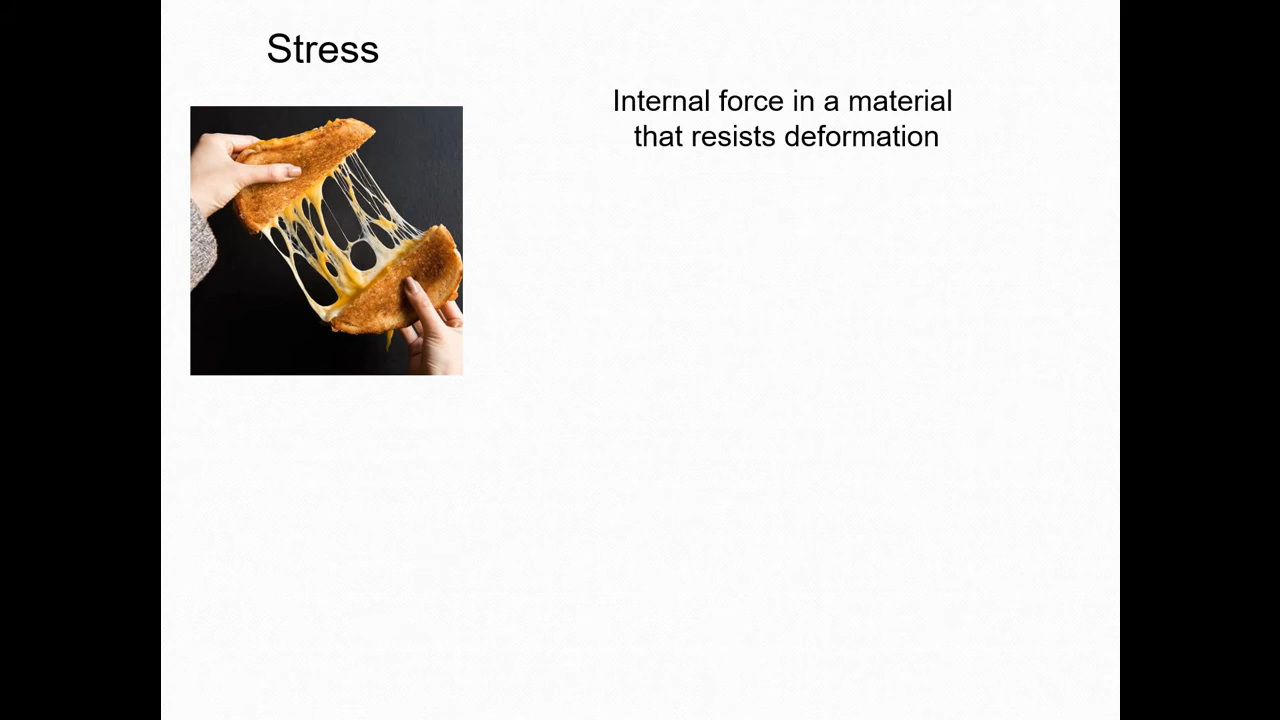 Stress
Internal force in a material
that resists deformation